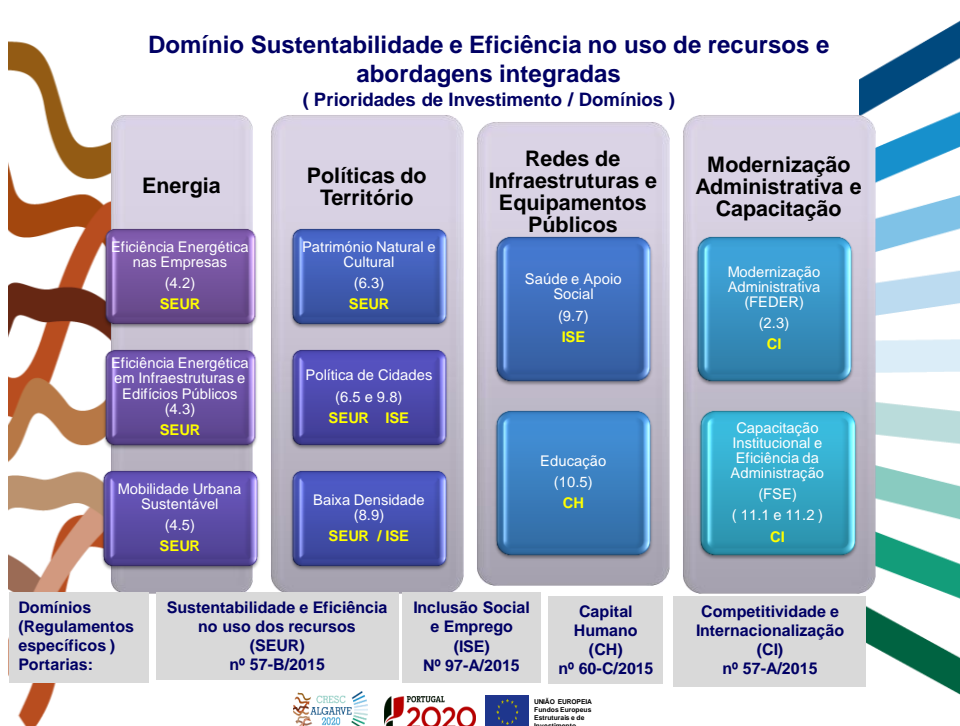 Domínio Sustentabilidade e Eficiência no uso de recursos e
abordagens integradas
( Prioridades de Investimento / Domínios )
Energia
Eficiência Energética
nas Empresas
(4.2)
SEUR
Eficiência Energética
em Infraestruturas e
Edifícios Públicos
(4.3)
SEUR
Mobilidade Urbana
Sustentável
(4.5)
SEUR
Políticas do
Território
Património Natural e
Cultural
(6.3)
SEUR
Política de Cidades
(6.5 e 9.8)
SEUR ISE
Baixa Densidade
(8.9)
SEUR / ISE
Redes de
Infraestruturas e
Equipamentos
Públicos
Saúde e Apoio
Social
(9.7)
ISE
Educação
(10.5)
CH
Modernização
Administrativa e
Capacitação
Modernização
Administrativa
(FEDER)
(2.3)
CI
Capacitação
Institucional e
Eficiência da
Administração
(FSE)
( 11.1 e 11.2 )
CI
Domínios
(Regulamentos
específicos )
Portarias:
Sustentabilidade e Eficiência
no uso dos recursos
(SEUR)
nº 57-B/2015
Inclusão Social
e Emprego
(ISE)
Nº 97-A/2015
Capital
Humano
(CH)
nº 60-C/2015
Competitividade e
Internacionalização
(CI)
nº 57-A/2015
CRESC
ALGARVE
2020
PORTUGAL
2020
UNIÃO EUROPEIA
Fundos Europeus
Estruturais e de
Investimento